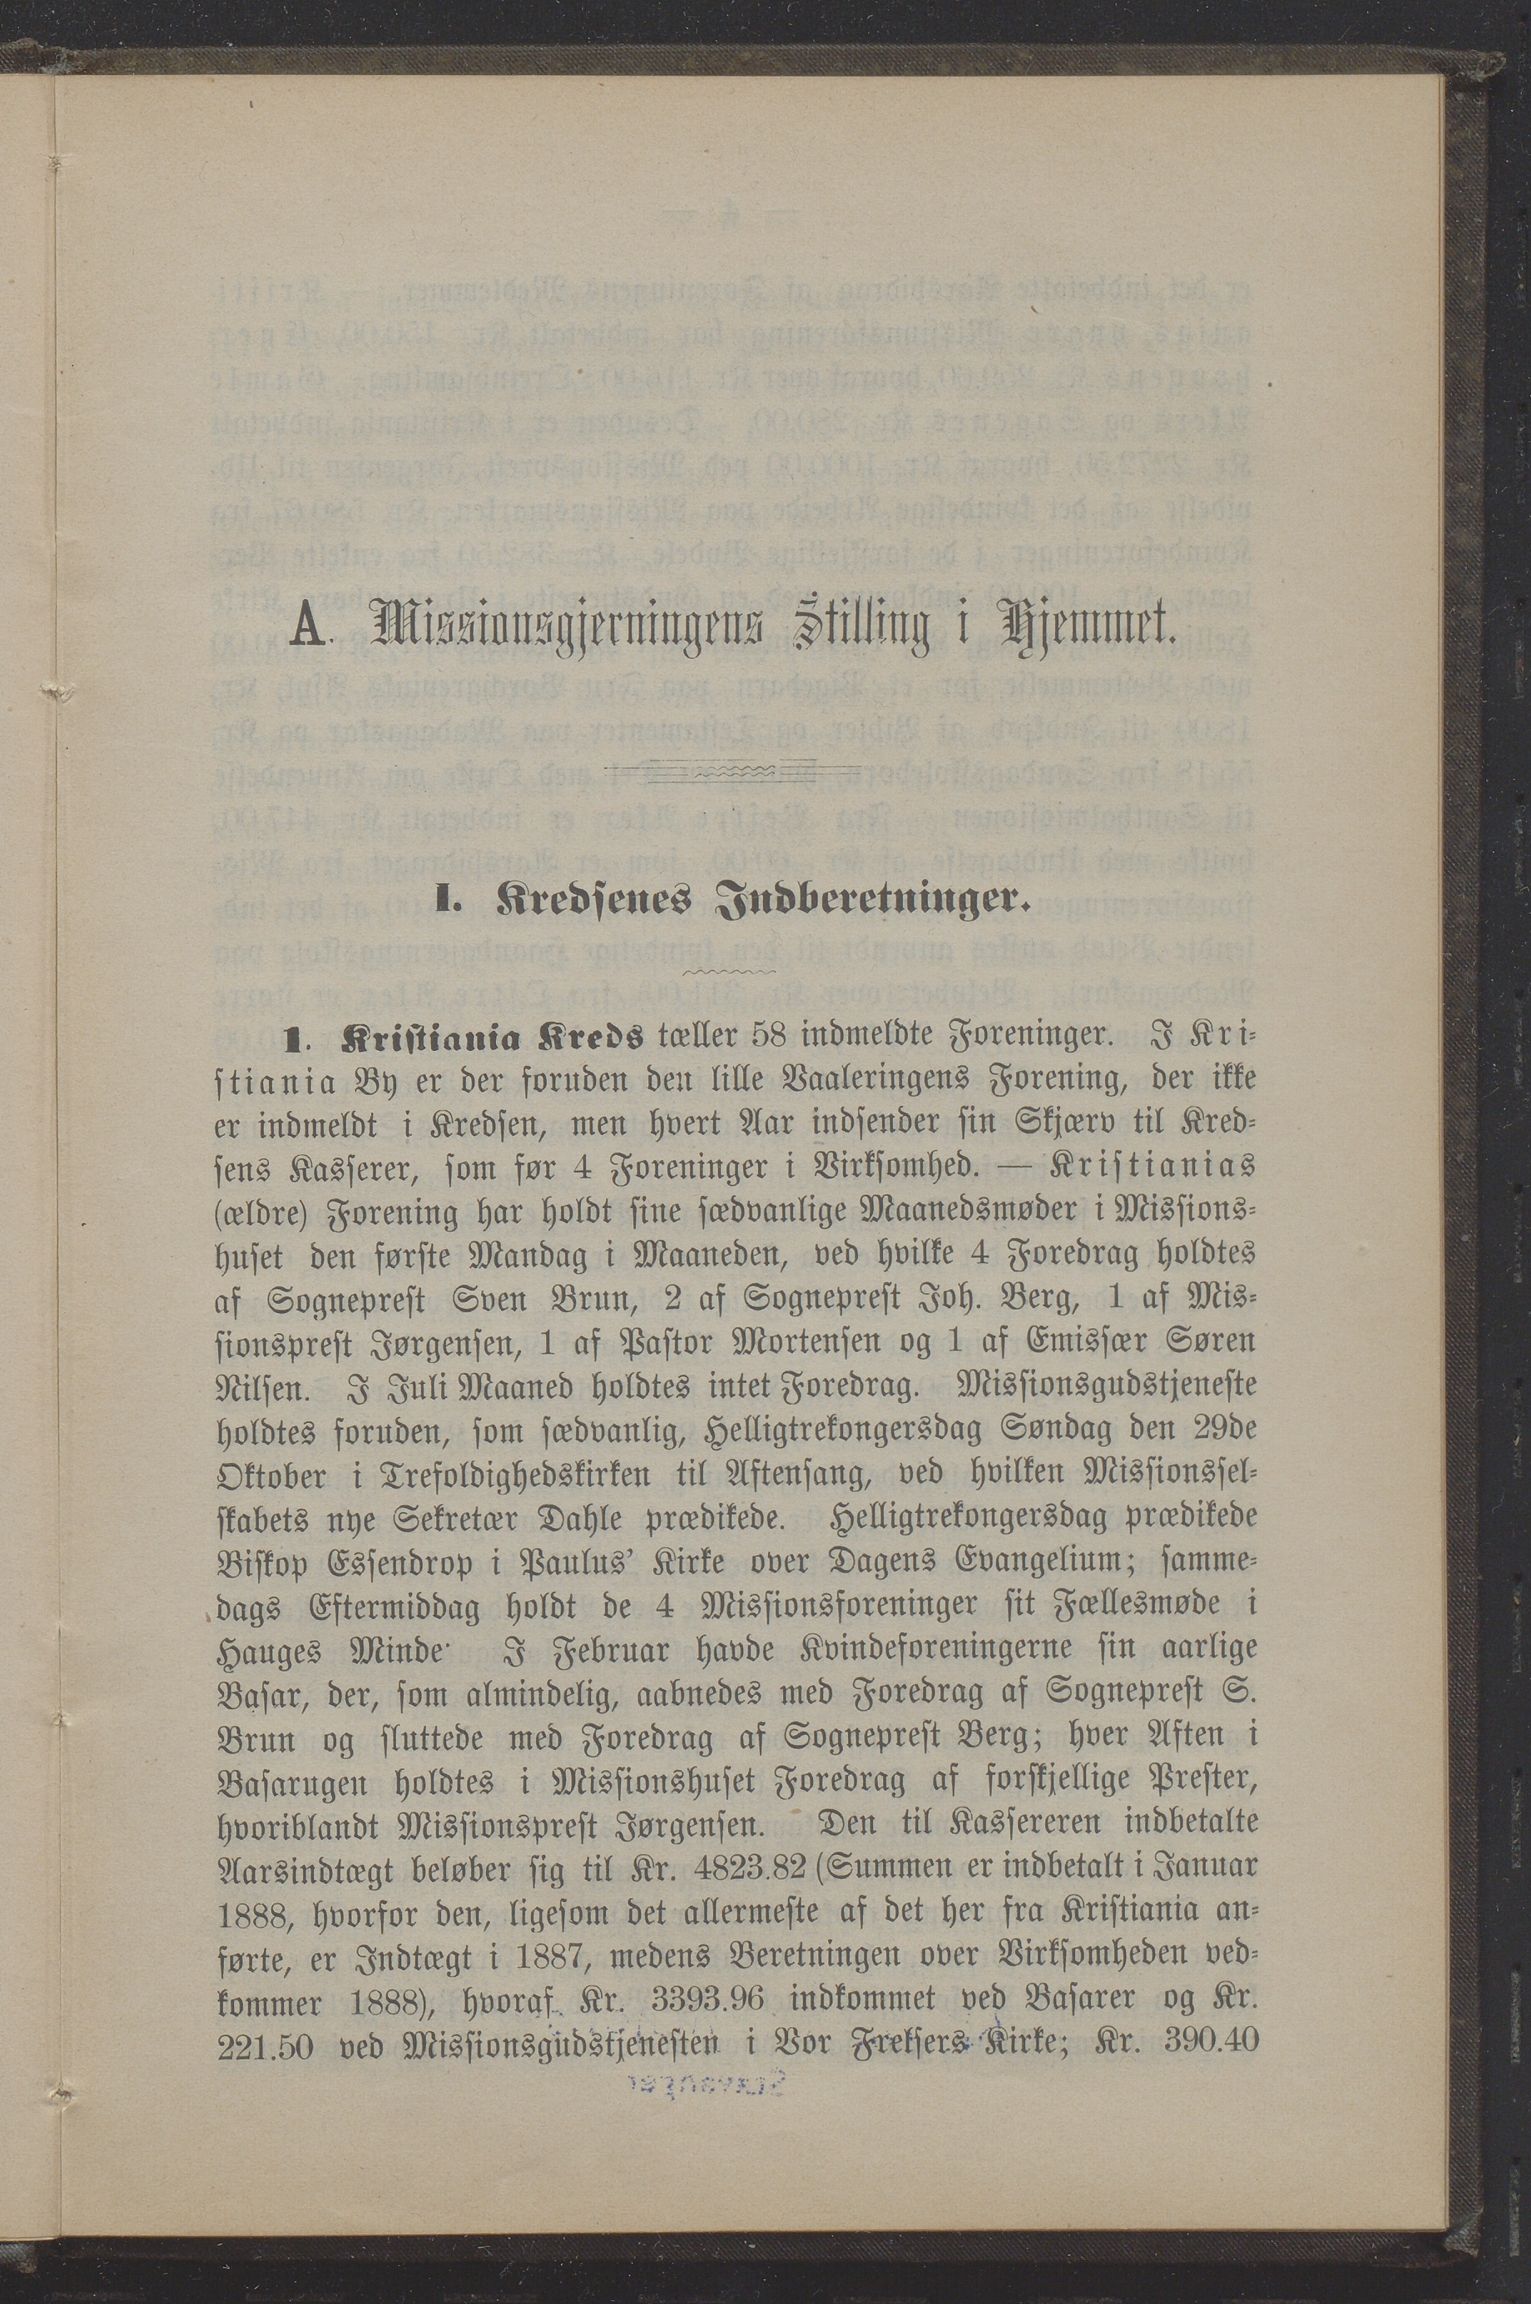 A. Missionsgjerningens Stilling i Hjemmet.
I. Kredsenes Indberetninger.
1. Kristiania Kreds tæller 58 indmeldte Foreninger. I Kri-
stiania By er der foruden den lille Vaaleringens Forening, der ikke
er indmeldt i Kredsen, men hvert Aar indsender sin Skjærv til Kred-
sens Kasserer, som før 4 Foreninger i Virksomhed. — Kristianias
(ældre) Forening har holdt sine sædvanlige Maanedsmøder i Missions-
huset den første Mandag i Maaneden, ved hvilke 4 Foredrag holdtes
af Sogneprest Sven Brun, 2 af Sogneprest Joh. Berg, 1 af Mis-
sionsprest Jørgensen, 1 af Pastor Mortensen og 1 af Emissær Søren
Nilsen. I Juli Maaned holdtes intet Foredrag. Missionsgudstjeneste
holdtes foruden, som sædvanlig, Helligtrekongersdag Søndag den 29de
Oktober i Trefoldighedskirken til Aftensang, ved hvilken Missionssel-
skabets nye Sekretær Dahle prædikede. Helligtrekongersdag prædikede
Biskop Essendrop i Paulus' Kirke over Dagens Evangelium; samme-
dags Eftermiddag holdt de 4 Missionsforeninger sit Fællesmøde i
Hauges Minde· I Februar havde Kvindeforeningerne sin aarlige
Basar, der, som almindelig, aabnedes med Foredrag af Sogneprest S.
Brun og sluttede med Foredrag af Sogneprest Berg; hver Aften i
Basarugen holdtes i Missionshuset Foredrag af forskjellige Prester,
hvoriblandt Missionsprest Jørgensen. Den til Kassereren indbetalte
Aarsindtægt beløber sig til Kr. 4823.82 (Summen er indbetalt i Januar
1888, hvorfor den, ligesom det allermeste af det her fra Kristiania an-
førte, er Indtægt i 1887, medens Beretningen over Virksomheden ved-
kommer 1888), hvoraf Kr. 3393.96 indkommet ved Basarer og Kr.
221.50 ved Missionsgudstjenesten i Vor Frelsers Kirke; Kr. 390.40